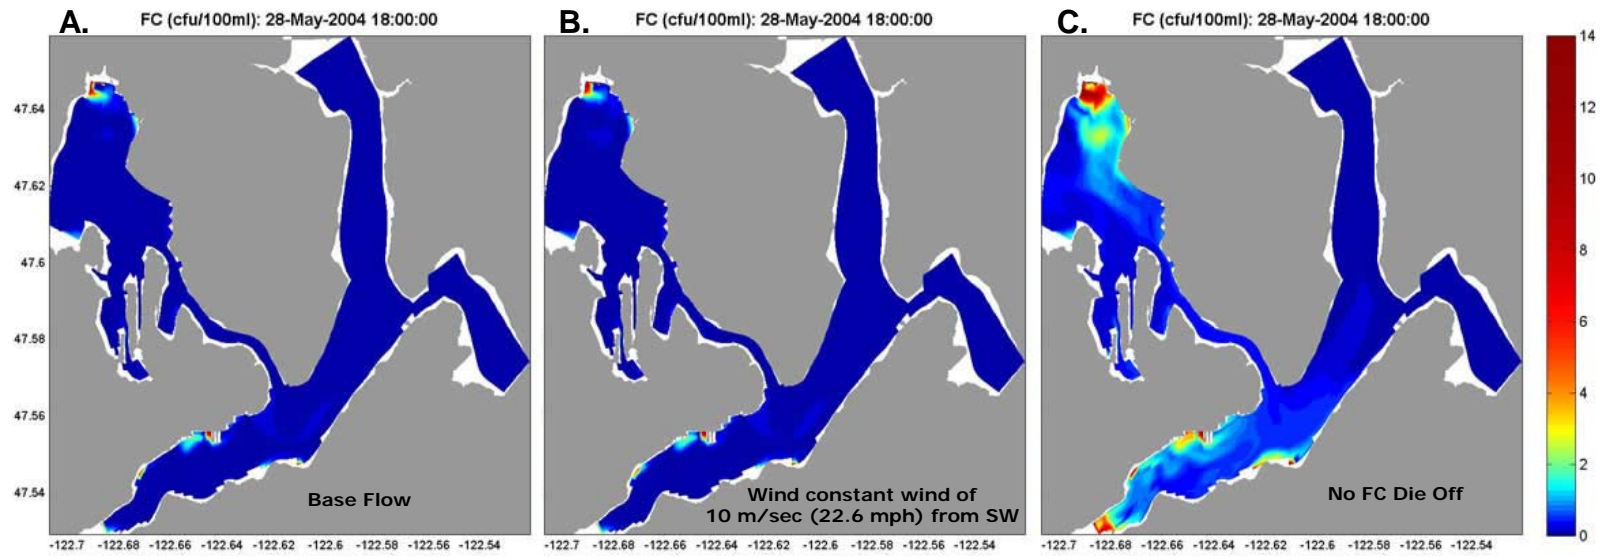 A.
FC (cfu/100ml): 28-May-2004 18:00:00
B.
FC (cfu/100ml): 28-May-2004 18:00:00
C.
FC (cfu/100ml): 28-May-2004 18:00:00
47.64
47.62
47.6
47.58
47.56
47.54
Base Flow
Wind constant wind of
10 m/sec (22.6 mph) from SW
No FC Die Off
14
12
10
8
6
4
2
0
-122.7 -122.68 -122.66 -122.64 -122.62 -122.6 -122.58 -122.56 -122.54
-122.7 -122.68 -122.66 -122.64 -122.62 -122.6 -122.58 -122.56 -122.54
-122.7 -122.68 -122.66 -122.64 -122.62 -122.6 -122.58 -122.56 -122.54